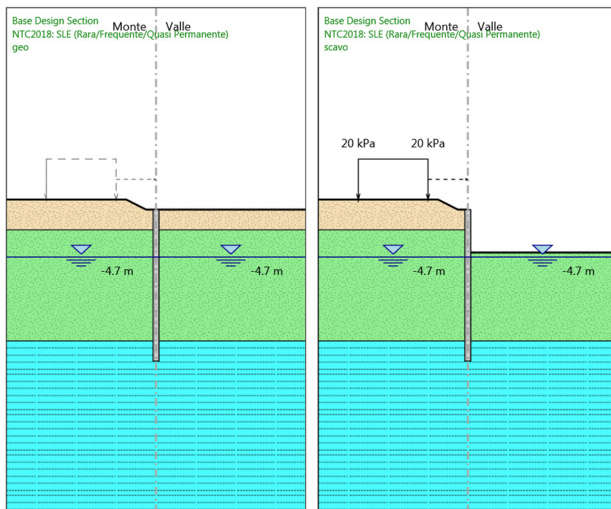 Base Design Section
Monte Valle
NTC2018: SLE (Rara/Frequente/Quasi Permanente)
geo
-4.7 m
-4.7 m
Base Design Section
Monte Valle
NTC2018: SLE (Rara/Frequente/Quasi Permanente)
scavo
20 kPa
20 kPa
-4.7 m
-4.7 m